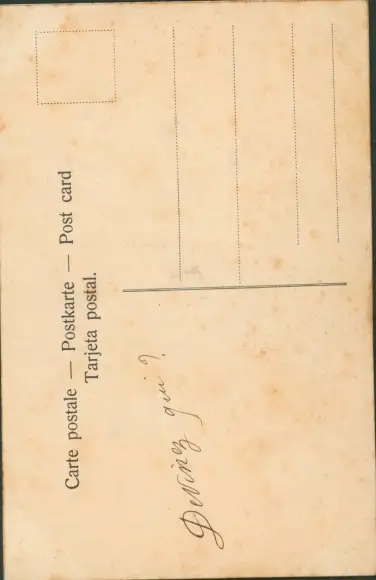 Carte postale — Postkarte — Post card
Tarjeta postal.
Devinez qui?